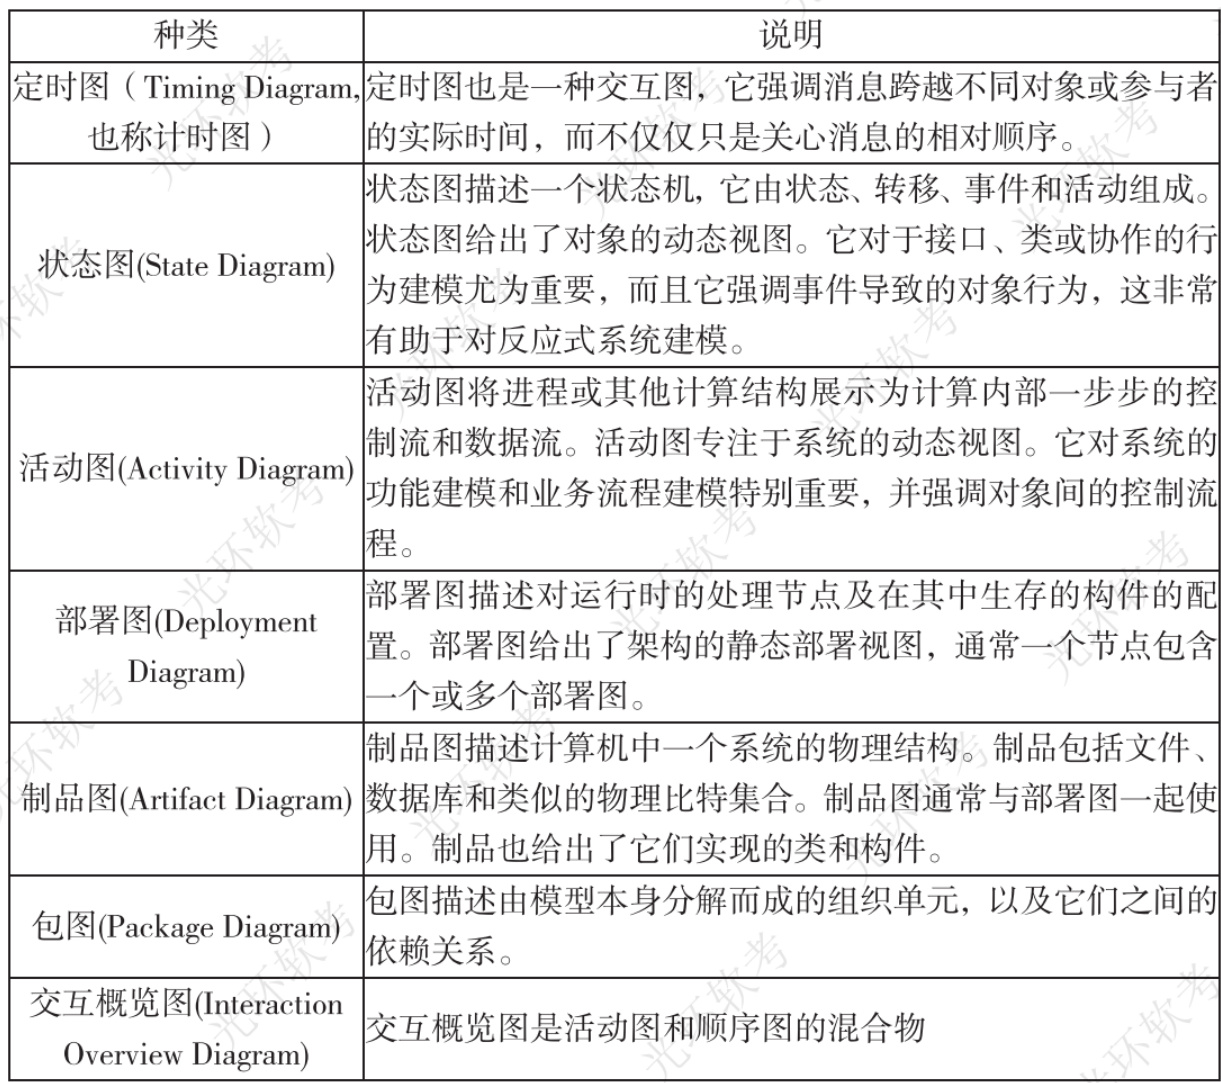 种类
说明
定时图（Timing Diagram,
也称计时图）
定时图也是一种交互图，它强调消息跨越不同对象或参与者
的实际时间，而不仅仅只是关心消息的相对顺序。
状态图(State Diagram)
状态图描述一个状态机，它由状态、转移、事件和活动组成。
状态图给出了对象的动态视图。它对于接口、类或协作的行
为建模尤为重要，而且它强调事件导致的对象行为，这非常
有助于对反应式系统建模。
活动图(Activity Diagram)
活动图将进程或其他计算结构展示为计算内部一步步的控
制流和数据流。活动图专注于系统的动态视图。它对系统的
功能建模和业务流程建模特别重要，并强调对象间的控制流
程。
部署图(Deployment
Diagram)
部署图描述对运行时的处理节点及在其中生存的构件的配
置。部署图给出了架构的静态部署视图，通常一个节点包含
一个或多个部署图。
制品图(Artifact Diagram)
制品图描述计算机中一个系统的物理结构。制品包括文件、
数据库和类似的物理比特集合。制品图通常与部署图一起使
用。制品也给出了它们实现的类和构件。
包图(Package Diagram)
包图描述由模型本身分解而成的组织单元，以及它们之间的
依赖关系。
交互概览图(Interaction
Overview Diagram)
交互概览图是活动图和顺序图的混合物
光环软考